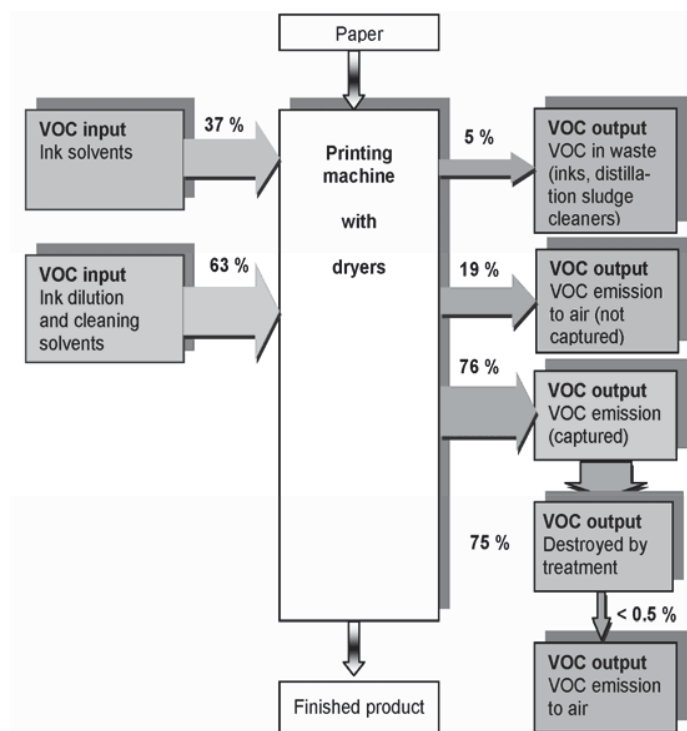 Paper
VOC input
Ink solvents
37 %
Printing
machine
with
dryers
5 %
VOC output
VOC in waste
(inks, distilla-
tion sludge
cleaners)
VOC input
Ink dilution
and cleaning
solvents
63 %
19 %
VOC output
VOC emission
to air (not
captured)
76 %
VOC output
VOC emission
(captured)
75 %
VOC output
Destroyed by
treatment
< 0.5 %
VOC output
VOC emission
to air
Finished product